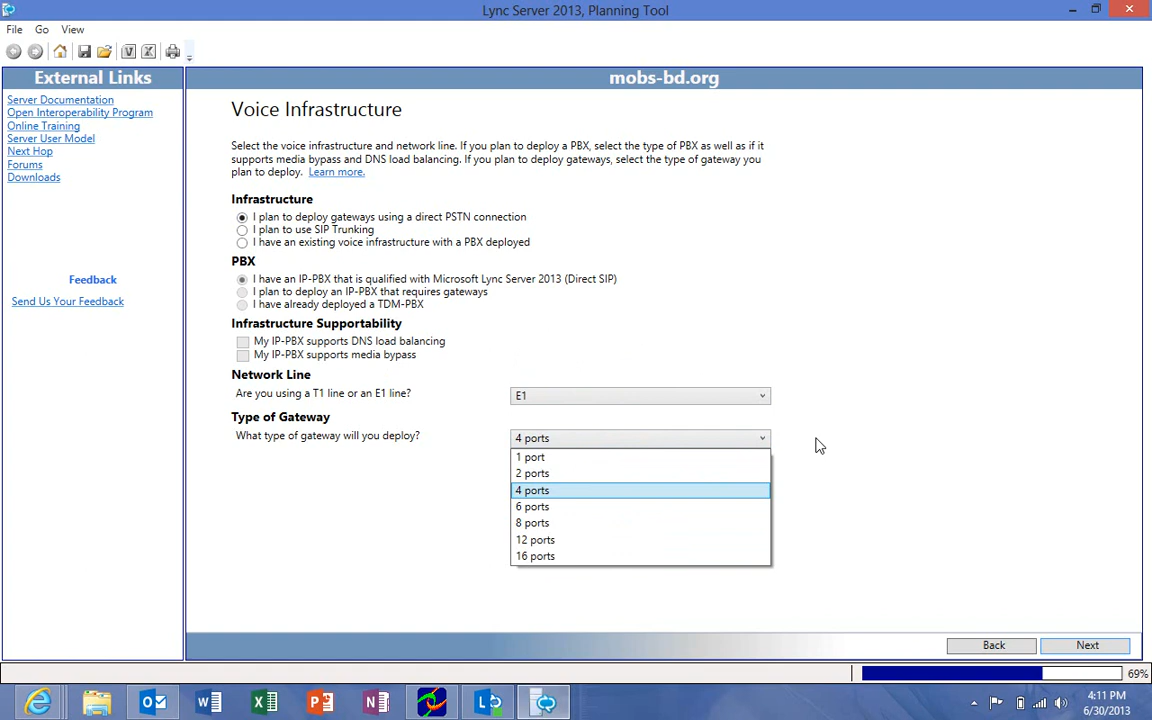 Lync Server 2013, Planning Tool
File Go View
External Links
mobs-bd.org
Server Documentation
Open Interoperability Program
Online Training
Server User Model
Next Hop
Forums
Downloads
Feedback
Send Us Your Feedback
Voice Infrastructure
Select the voice infrastructure and network line. If you plan to deploy a PBX, select the type of PBX as well as if it
supports media bypass and DNS load balancing. If you plan to deploy gateways, select the type of gateway you
plan to deploy. Learn more.
Infrastructure
I plan to deploy gateways using a direct PSTN connection
I plan to use SIP Trunking
I have an existing voice infrastructure with a PBX deployed
PBX
I have an IP-PBX that is qualified with Microsoft Lync Server 2013 (Direct SIP)
I plan to deploy an IP-PBX that requires gateways
I have already deployed a TDM-PBX
Infrastructure Supportability
My IP-PBX supports DNS load balancing
My IP-PBX supports media bypass
Network Line
Are you using a T1 line or an E1 line?
E1
Type of Gateway
What type of gateway will you deploy?
4 ports
1 port
2 ports
4 ports
6 ports
8 ports
12 ports
16 ports
Back
Next
69%
4:11 PM
6/30/2013